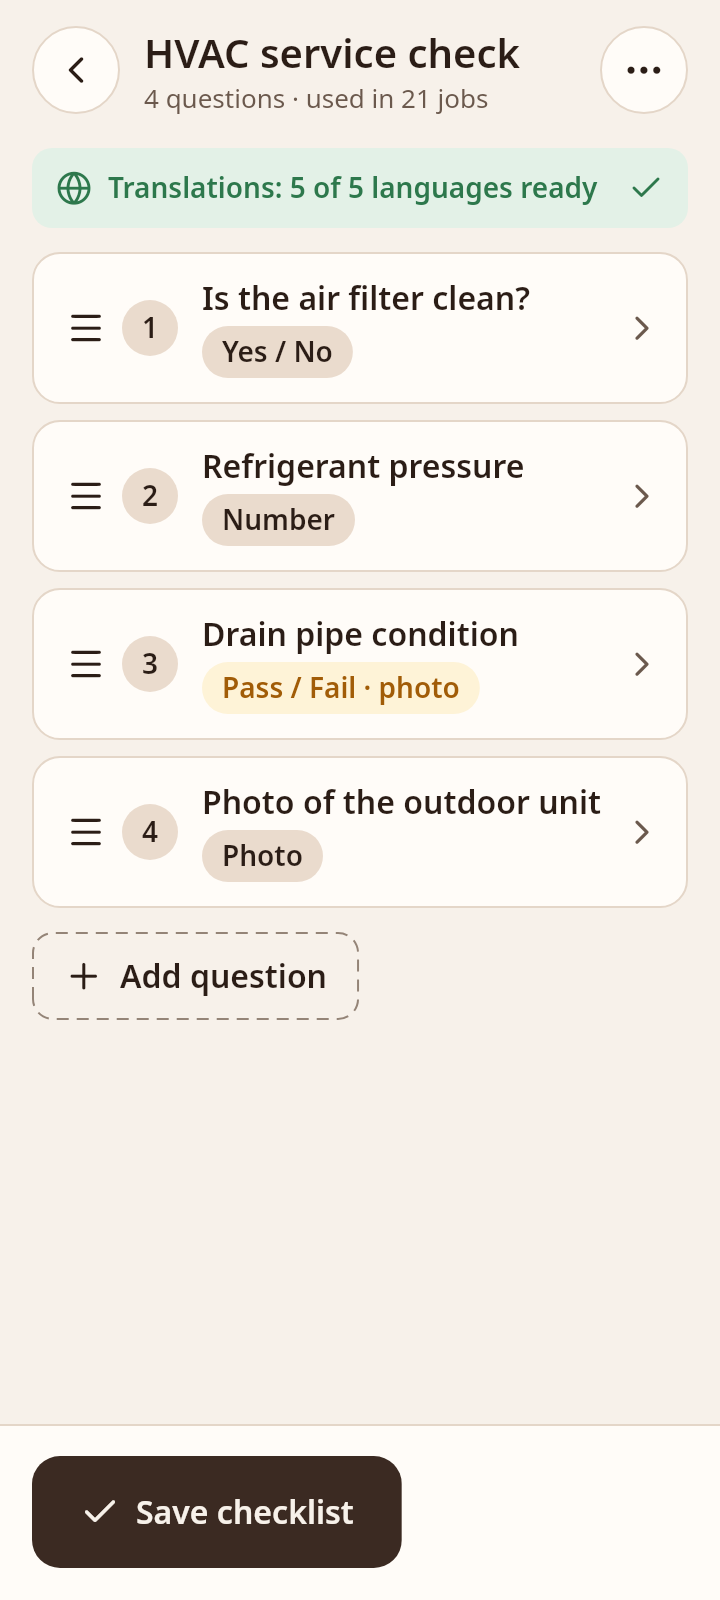 HVAC service check
4 questions · used in 21 jobs
Translations: 5 of 5 languages ready
1
Is the air filter clean?
Yes / No
2
Refrigerant pressure
Number
3
Drain pipe condition
Pass / Fail · photo
4
Photo of the outdoor unit
Photo
Add question
Save checklist